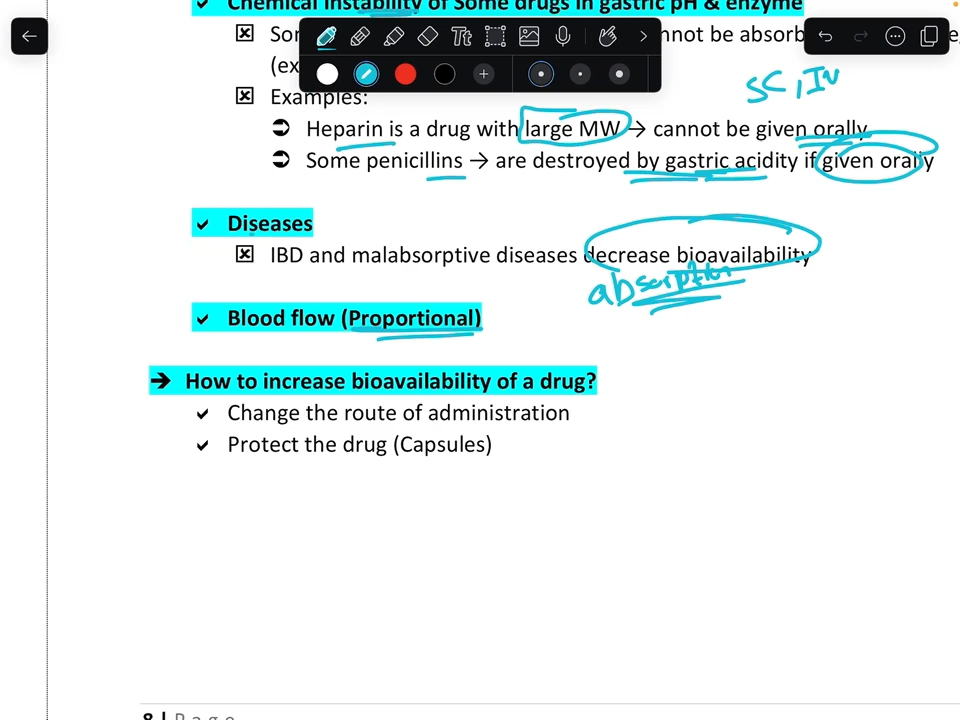 Chemical instability of Some drugs in gastric pH & enzyme
nnot be absorb
(ex
SC, IV
Examples:
Heparin is a drug with large MW → cannot be given orally
Some penicillins → are destroyed by gastric acidity if given orally
Diseases
IBD and malabsorptive diseases decrease bioavailability
absorption
Blood flow (Proportional)
How to increase bioavailability of a drug?
Change the route of administration
Protect the drug (Capsules)
8 | P a g e